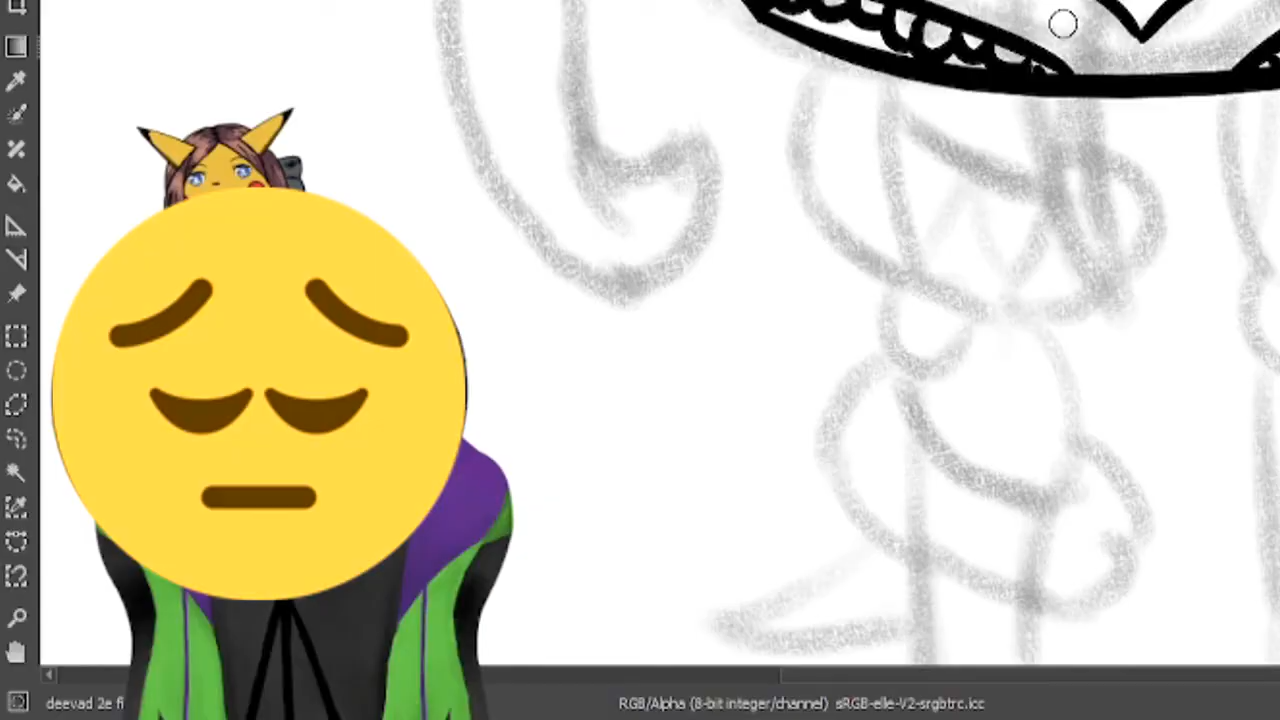 deevad 2e fi
RGB/Alpha (8-bit integer/channel) sRGB-elle-V2-srgbtrc.icc